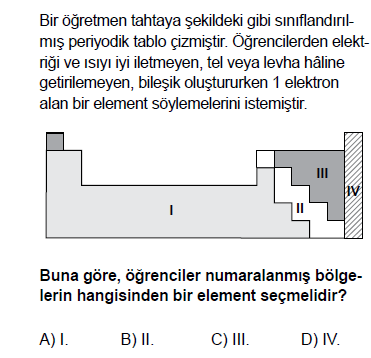 Bir öğretmen tahtaya şekildeki gibi sınıflandırıl-
mış periyodik tablo çizmiştir. Öğrencilerden elekt-
riği ve ısıyı iyi iletmeyen, tel veya levha hâline
getirilemeyen, bileşik oluştururken 1 elektron
alan bir element söylemelerini istemiştir.
III
IV
I
II
Buna göre, öğrenciler numaralanmış bölge-
lerin hangisinden bir element seçmelidir?
A) I. B) II. C) III. D) IV.